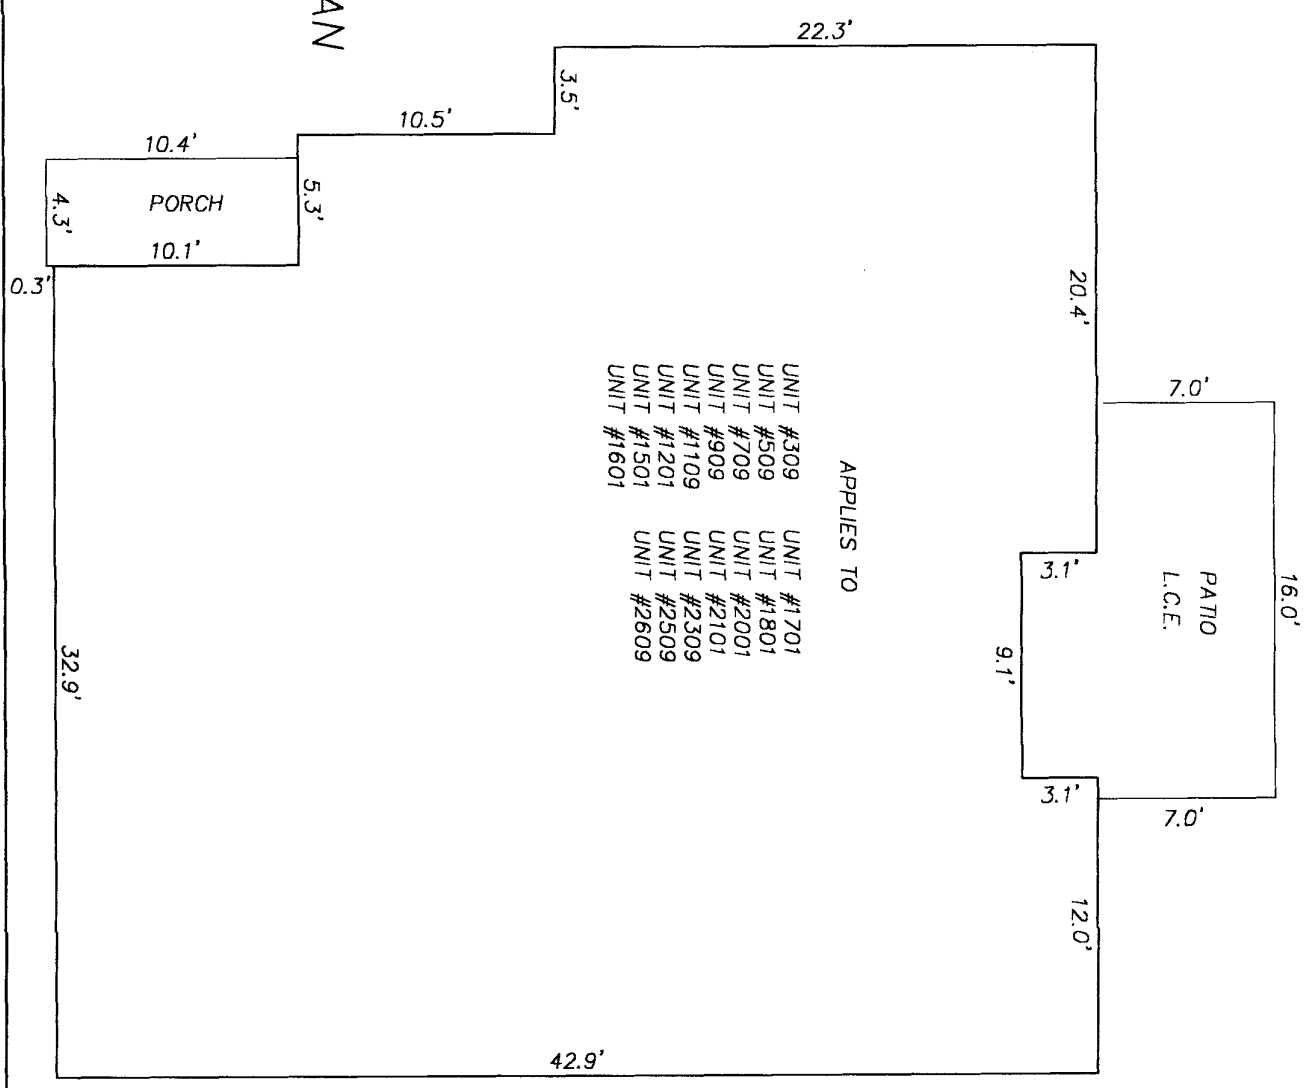 AN
22.3'
3.5'
10.5'
10.4'
5.3'
PORCH
4.3'
10.1'
0.3'
20.4'
7.0'
16.0'
PATIO
L.C.E.
3.1'
9.1'
3.1'
7.0'
12.0'
APPLIES TO
UNIT #309 UNIT #1701
UNIT #509 UNIT #1801
UNIT #709 UNIT #2001
UNIT #909 UNIT #2101
UNIT #1109 UNIT #2309
UNIT #1201 UNIT #2509
UNIT #1501 UNIT #2609
UNIT #1601
32.9'
42.9'